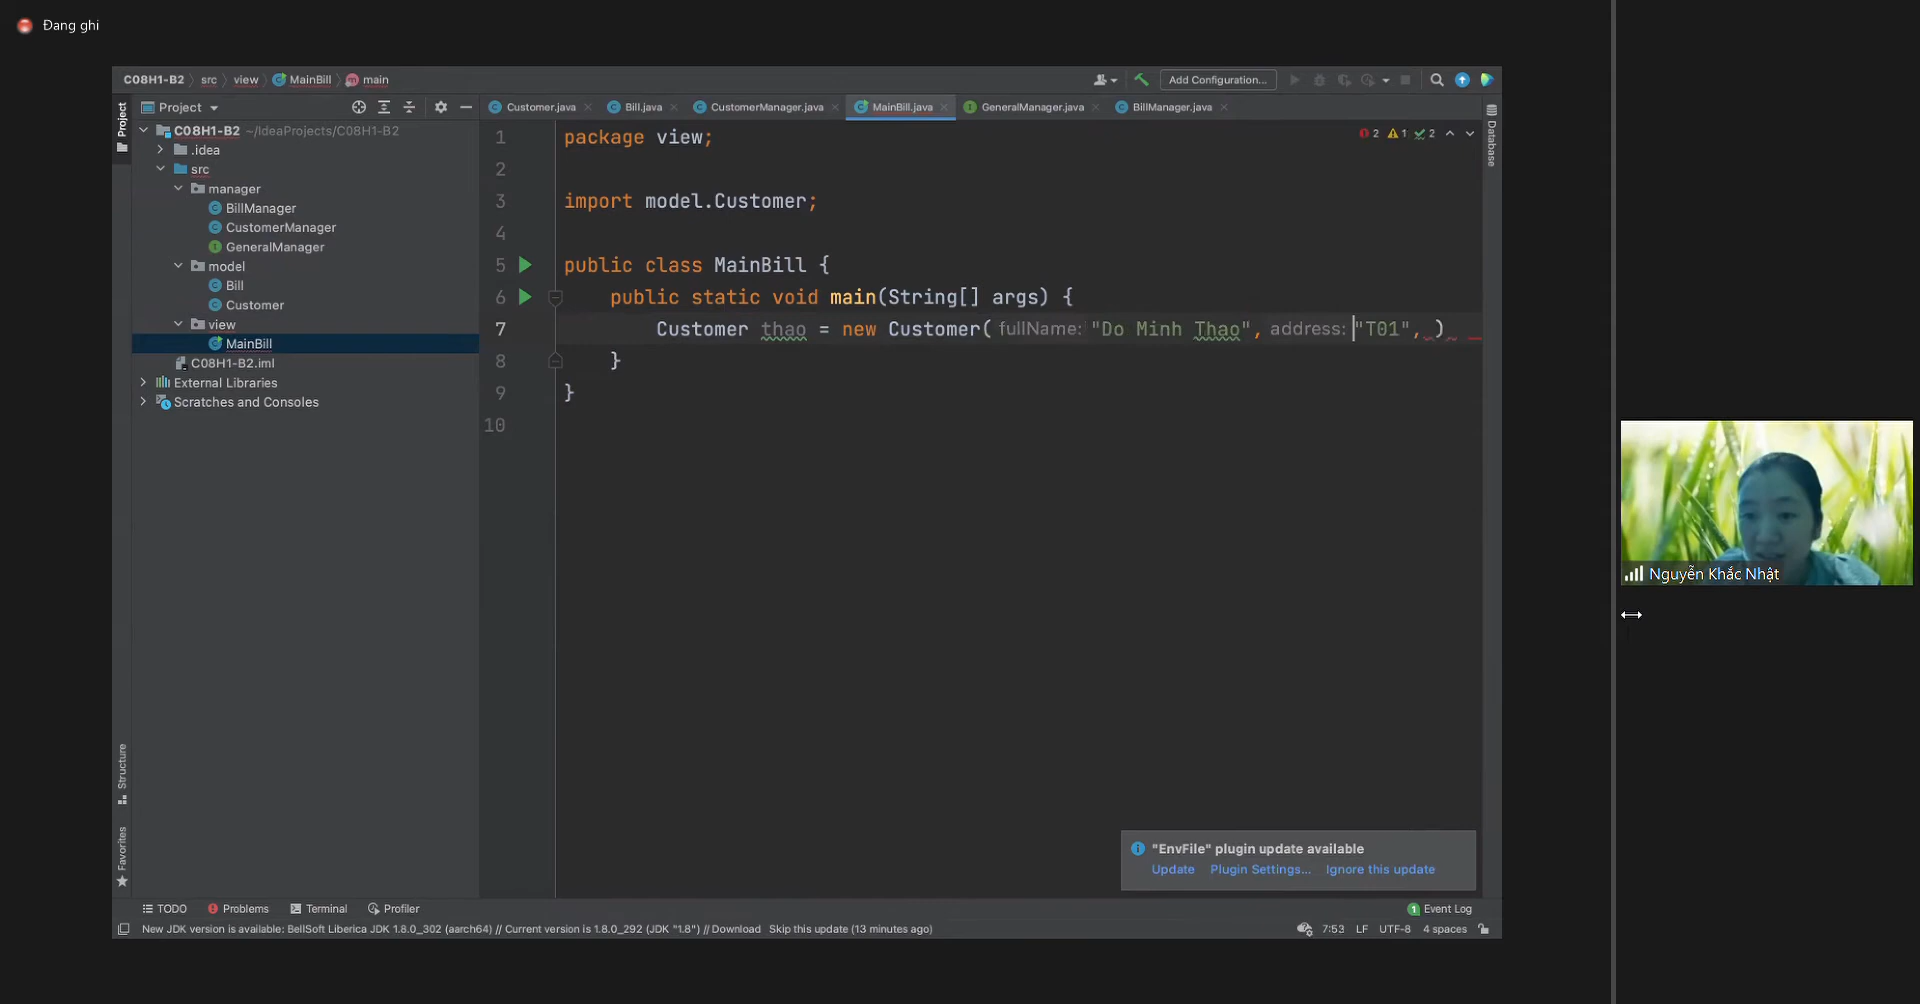 Đang ghi
C08H1-B2 src view MainBill main
Add Configuration...
Project
Customer.java Bill.java CustomerManager.java MainBill.java GeneralManager.java BillManager.java
Project
Database
C08H1-B2 ~/IdeaProjects/C08H1-B2
.idea
src
manager
BillManager
CustomerManager
GeneralManager
model
Bill
Customer
view
MainBill
C08H1-B2.iml
External Libraries
Scratches and Consoles
2 1 2
1 package view;
2
3 import model.Customer;
4
5 public class MainBill {
6 public static void main(String[] args) {
7 Customer thao = new Customer( fullName: "Do Minh Thao", address: "T01", )
8 }
9 }
10
Nguyễn Khắc Nhật
Structure
Favorites
"EnvFile" plugin update available
Update Plugin Settings... Ignore this update
TODO Problems Terminal Profiler
1 Event Log
New JDK version is available: BellSoft Liberica JDK 1.8.0_302 (aarch64) // Current version is 1.8.0_292 (JDK "1.8") // Download Skip this update (13 minutes ago)
7:53 LF UTF-8 4 spaces